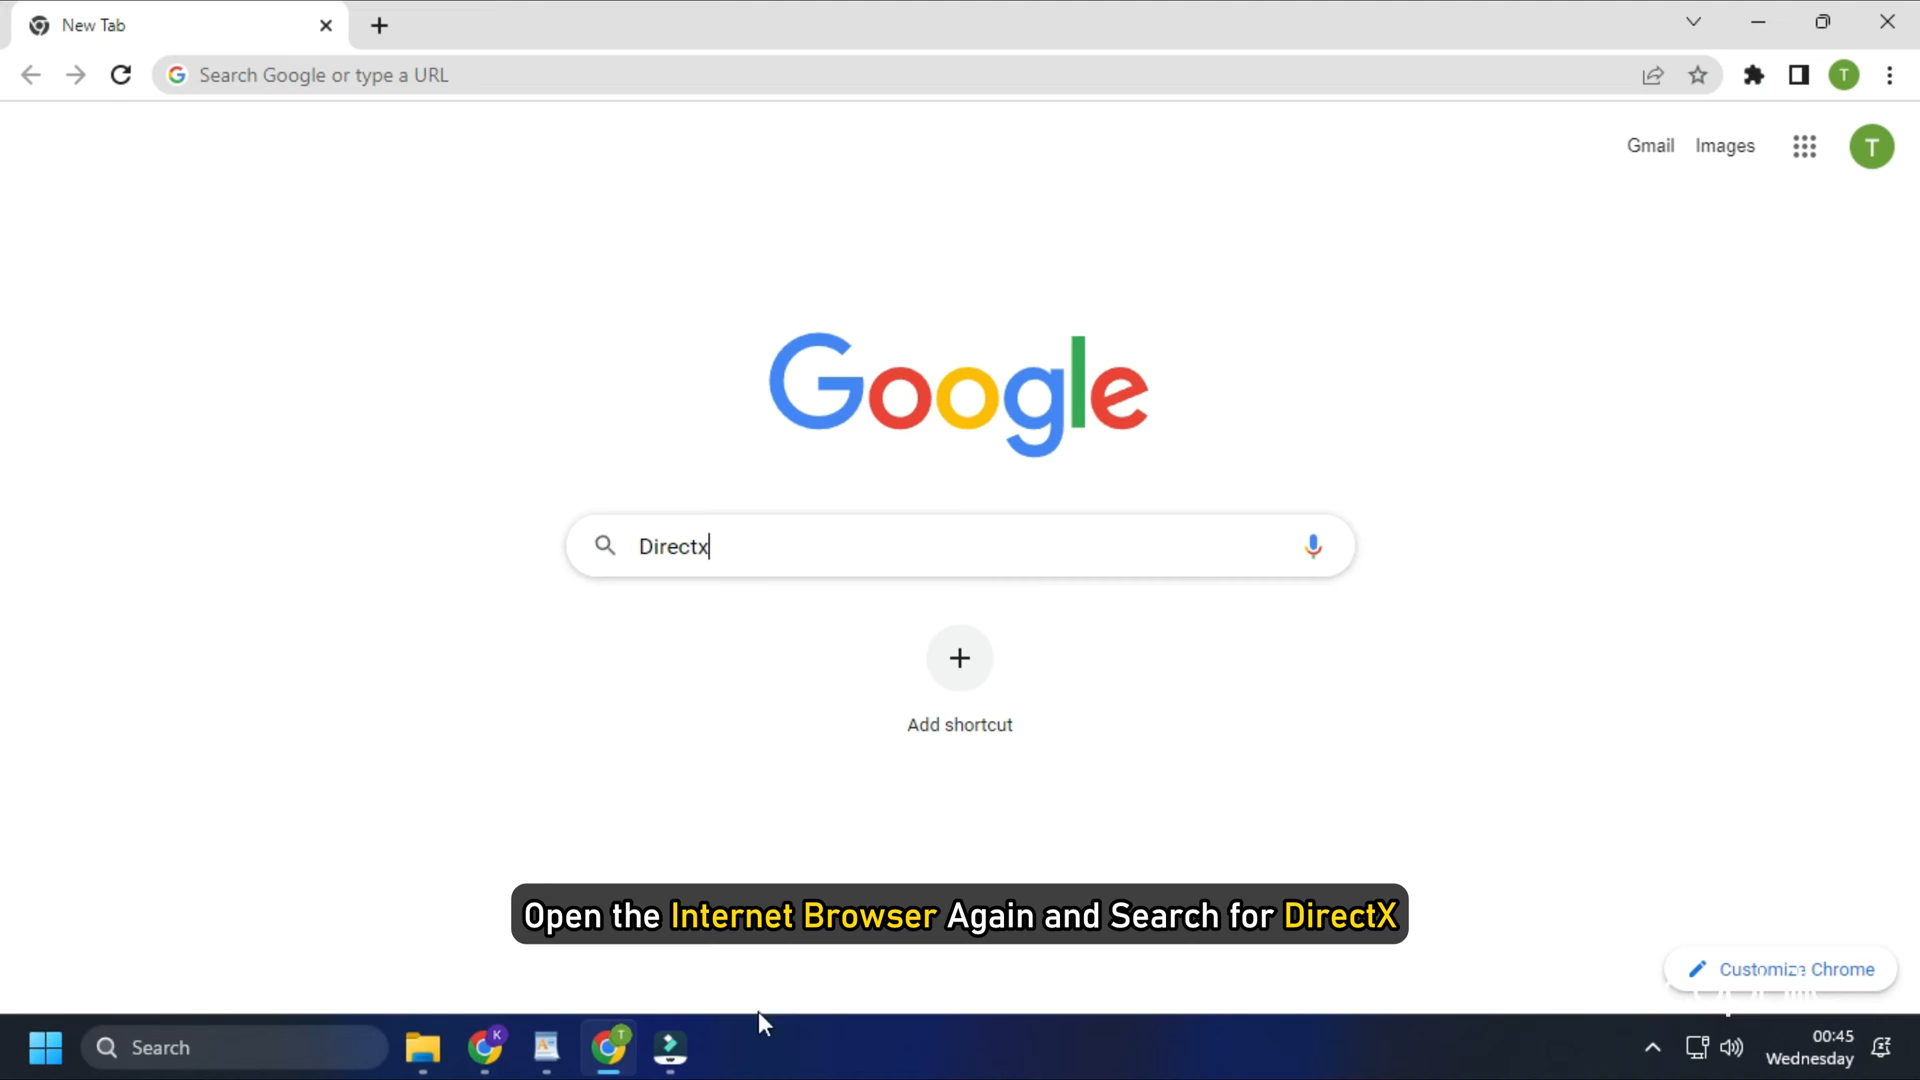 New Tab
Search Google or type a URL
T
Gmail Images
T
Google
Directx
Add shortcut
Open the Internet Browser Again and Search for DirectX
Customize Chrome
Search
K
T
00:45
Wednesday